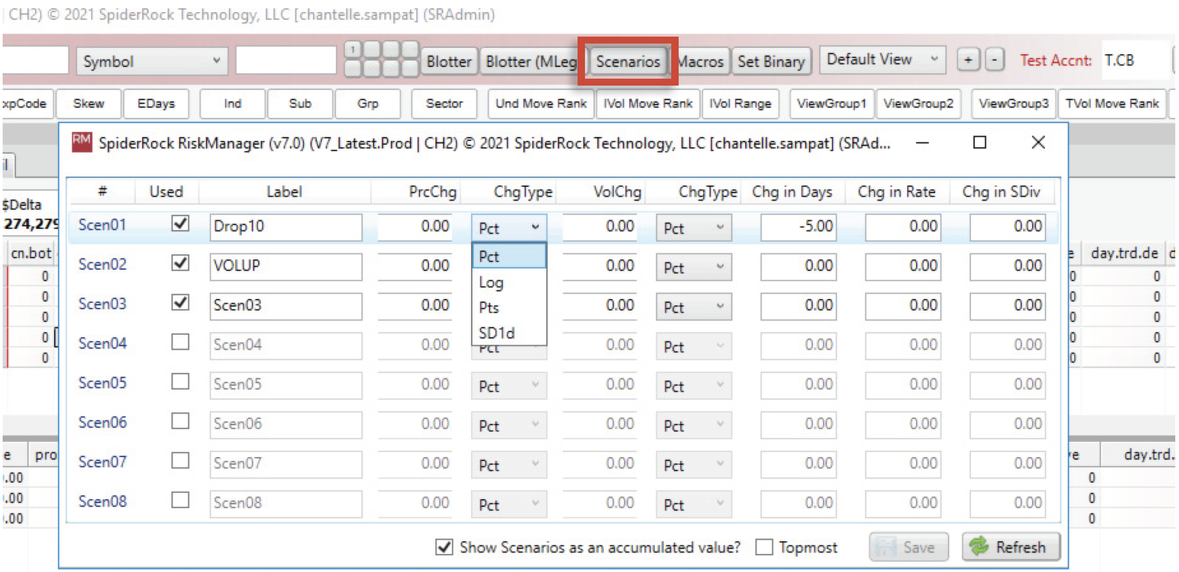 CH2) © 2021 SpiderRock Technology, LLC [chantelle.sampat] (SRAdmin)
Symbol 1 Blotter Blotter (MLeg Scenarios Macros Set Binary Default View + - Test Accnt: T.CB
xpCode Skew EDays Ind Sub Grp Sector Und Move Rank IVol Move Rank IVol Range ViewGroup1 ViewGroup2 ViewGroup3 TVol Move Rank
RM SpiderRock RiskManager (v7.0) (V7_Latest.Prod | CH2) © 2021 SpiderRock Technology, LLC [chantelle.sampat] (SRAd...
# Used Label PrcChg ChgType VolChg ChgType Chg in Days Chg in Rate Chg in SDiv
$Delta
274,279
Scen01 Drop10 0.00 Pct 0.00 Pct -5.00 0.00 0.00
cn.bot day.trd.de
Pct
Scen02 VOLUP 0.00 0.00 Pct 0.00 0.00 0.00
0 0 0
Log
0 0 0
Scen03 Scen03 0.00 Pts 0.00 Pct 0.00 0.00 0.00
0 0 0
SD1d
0 0 0
Scen04 Scen04 0.00 Pct 0.00 Pct 0.00 0.00 0.00
0 0 0
Scen05 Scen05 0.00 Pct 0.00 Pct 0.00 0.00 0.00
Scen06 Scen06 0.00 Pct 0.00 Pct 0.00 0.00 0.00
e pro ve day.trd.
Scen07 Scen07 0.00 Pct 0.00 Pct 0.00 0.00 0.00
.00 0
.00 0
Scen08 Scen08 0.00 Pct 0.00 Pct 0.00 0.00 0.00
.00 0
Show Scenarios as an accumulated value? Topmost Save Refresh